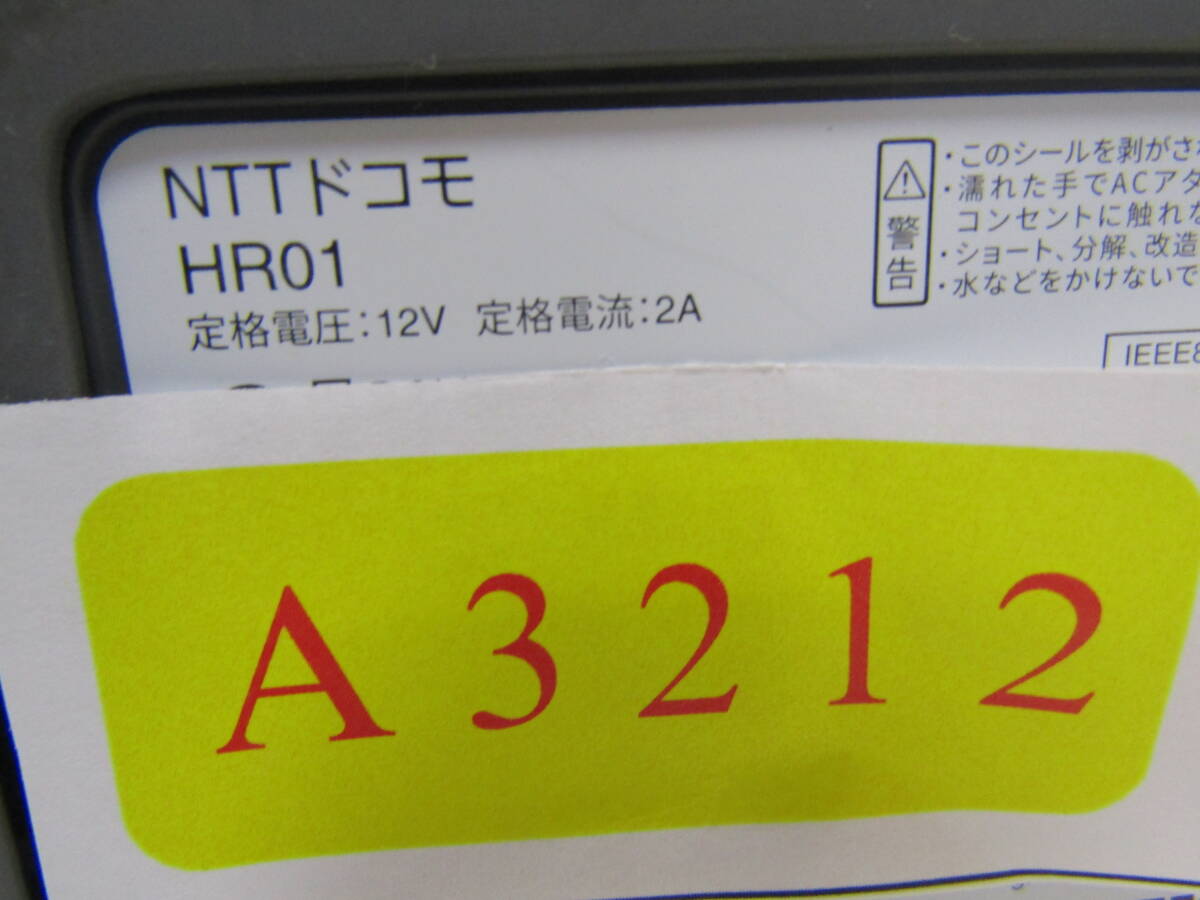 NTTドコモ
HR01
定格電圧:12V 定格電流:2A
警告
・このシールを剥がさ
・濡れた手でACアダ
コンセントに触れな
・ショート、分解、改造
・水などをかけないで
IEEE8
A3212